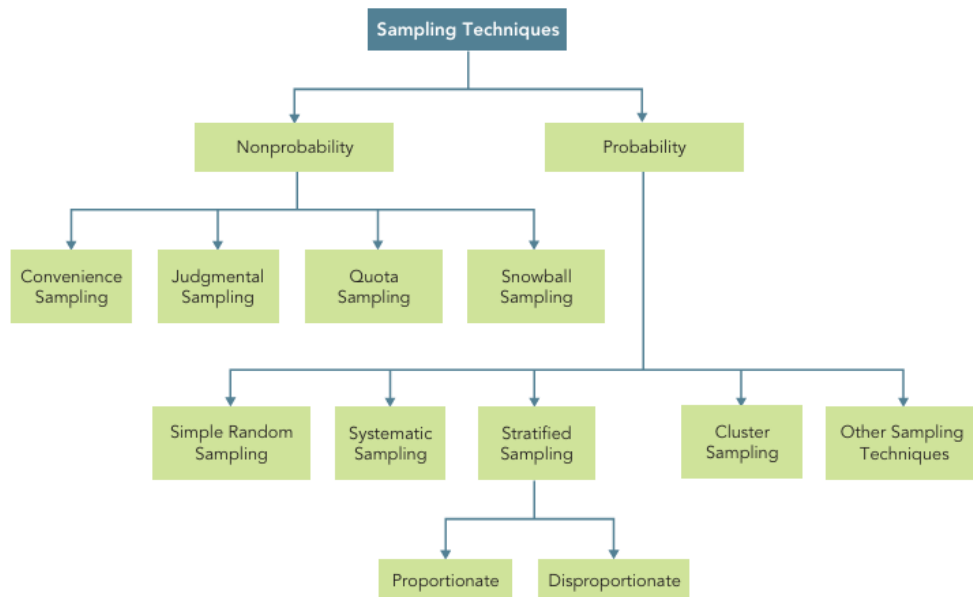 Sampling Techniques
Nonprobability
Probability
Convenience
Sampling
Judgmental
Sampling
Quota
Sampling
Snowball
Sampling
Simple Random
Sampling
Systematic
Sampling
Stratified
Sampling
Cluster
Sampling
Other Sampling
Techniques
Proportionate
Disproportionate